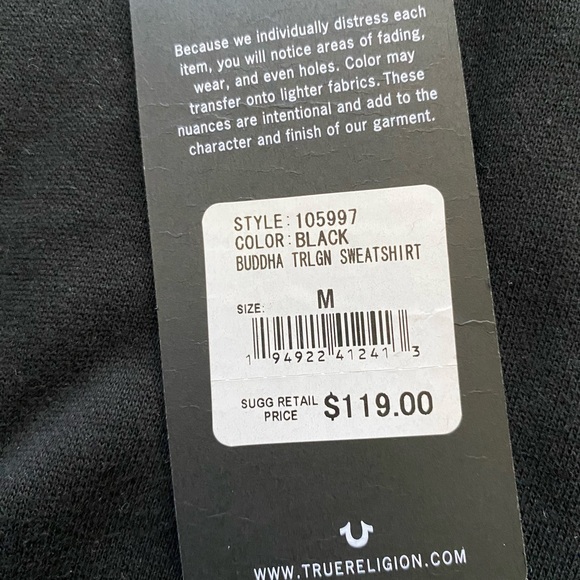 Because we individually distress each
item, you will notice areas of fading,
wear, and even holes. Color may
transfer onto lighter fabrics. These
nuances are intentional and add to the
character and finish of our garment.
STYLE: 105997
COLOR: BLACK
BUDDHA TRLGN SWEATSHIRT
SIZE: M
1 94922 41241 3
SUGG RETAIL
PRICE $119.00
WWW.TRUERELIGION.COM